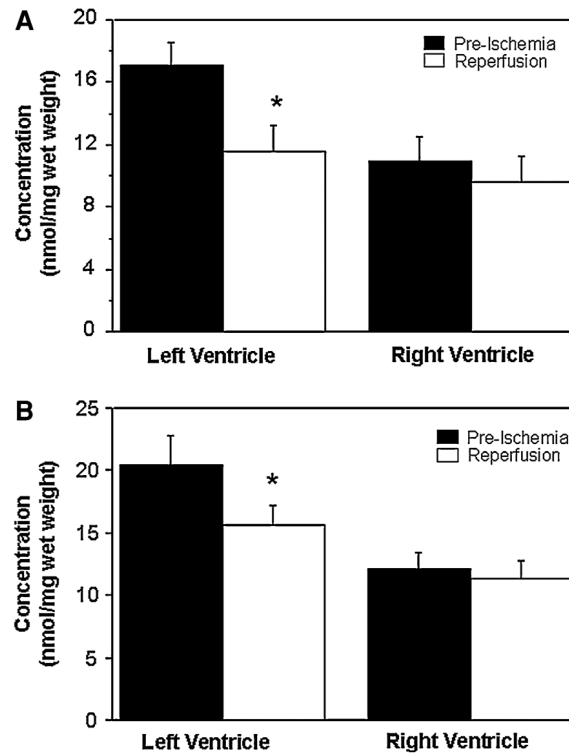 A
Concentration
(nmol/mg wet weight)
20
16
12
8
4
0
Pre-Ischemia
Reperfusion
*
Left Ventricle
Right Ventricle
B
Concentration
(nmol/mg wet weight)
25
20
15
10
5
0
Pre-Ischemia
Reperfusion
*
Left Ventricle
Right Ventricle